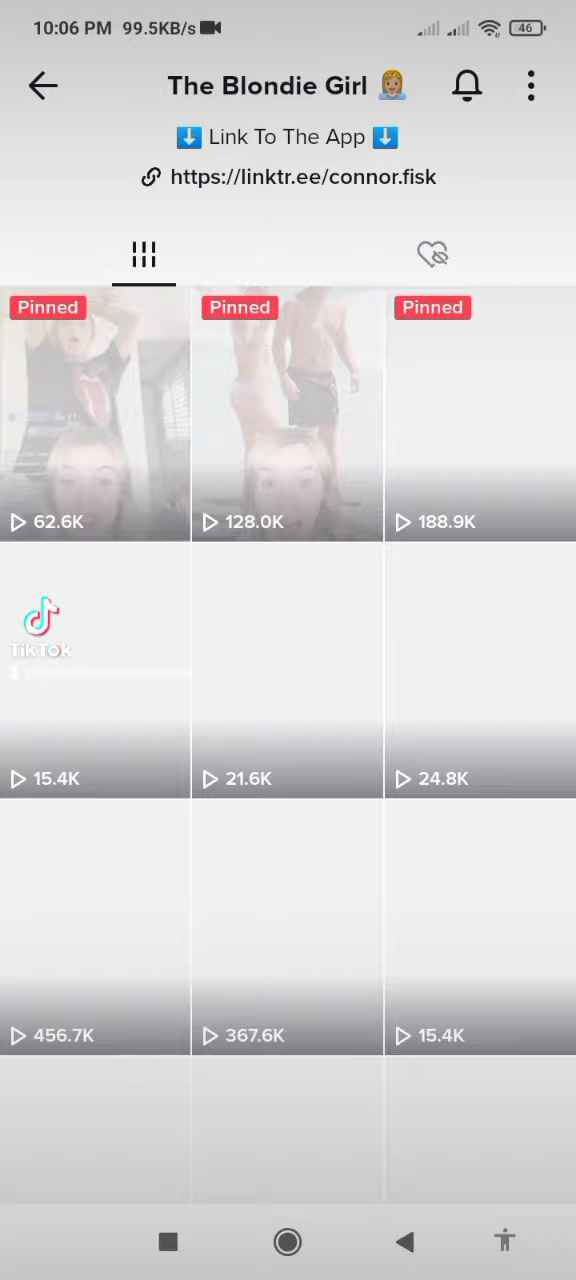 10:06 PM 99.5KB/s 46
The Blondie Girl 👩🏼
⬇️ Link To The App ⬇️
https://linktr.ee/connor.fisk
Pinned Pinned Pinned
62.6K 128.0K 188.9K
TikTok
15.4K 21.6K 24.8K
456.7K 367.6K 15.4K